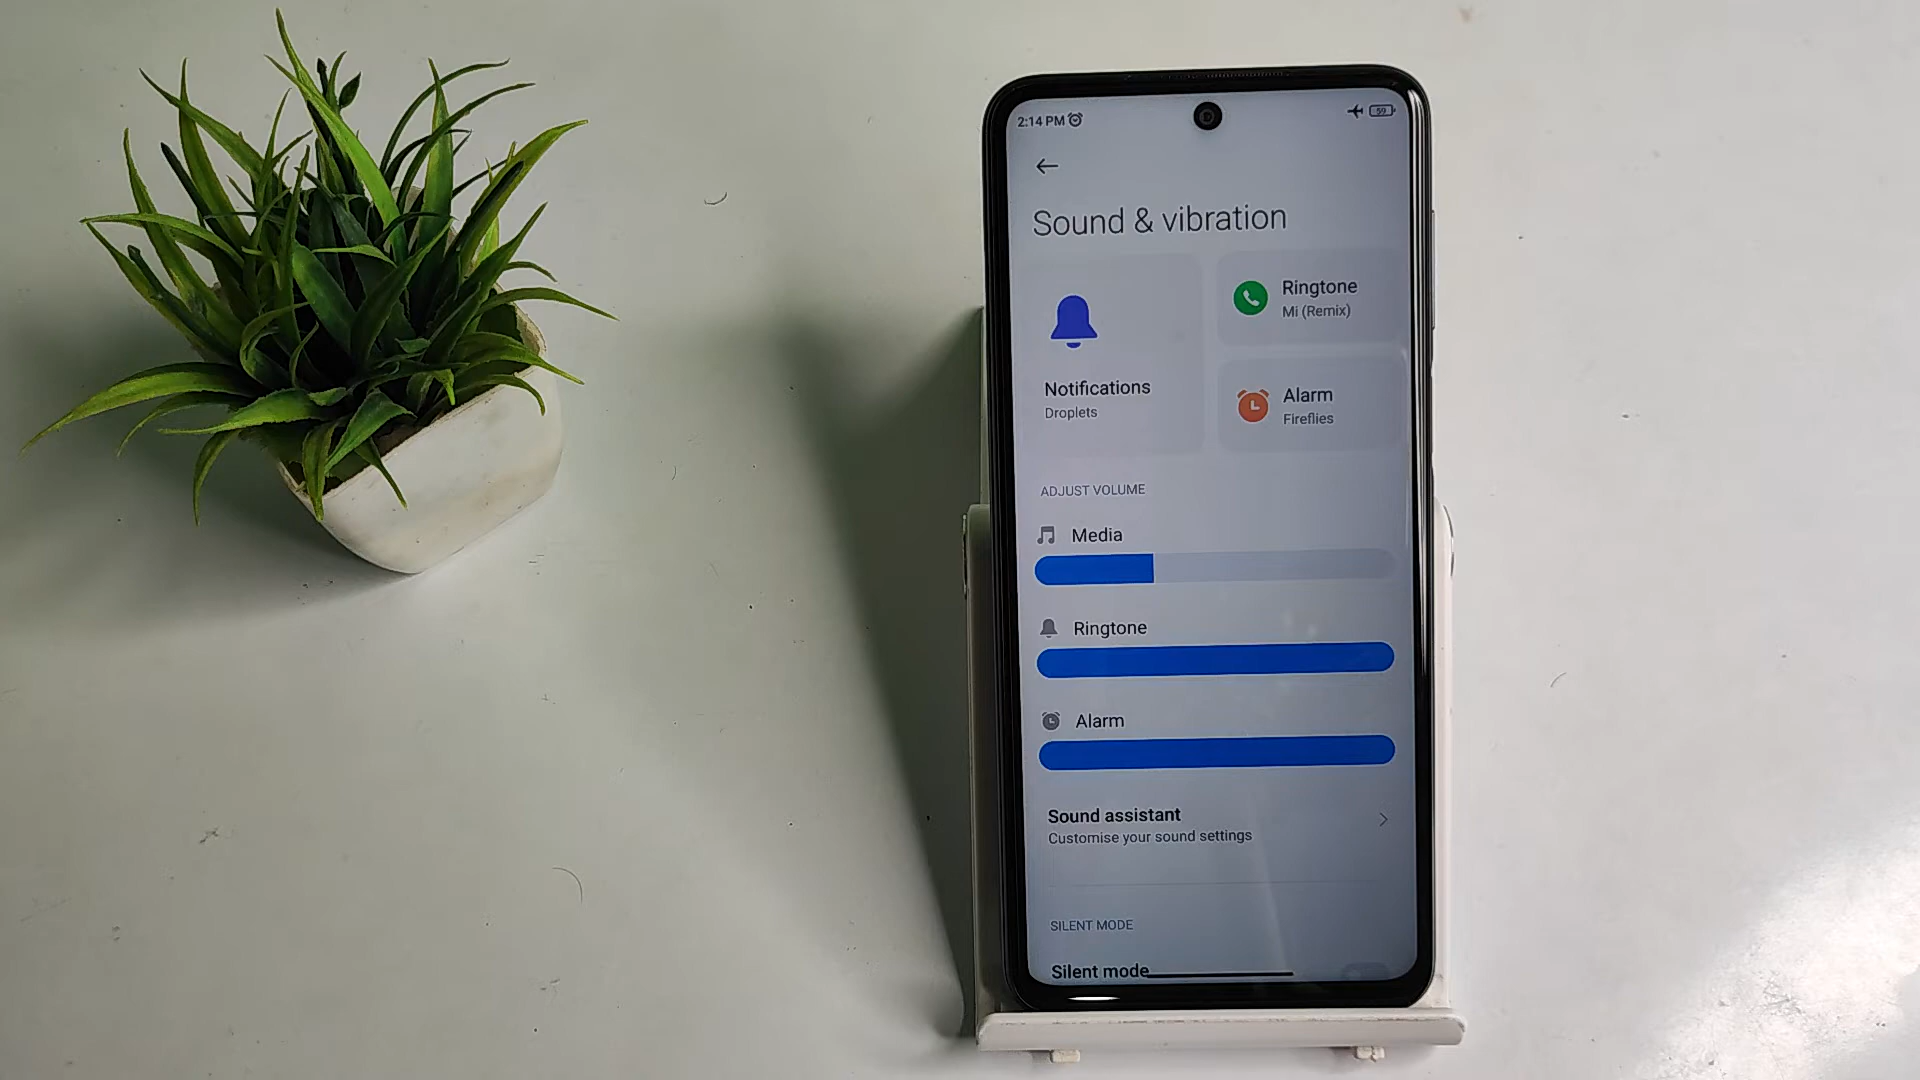 2:14 PM
59
Sound & vibration
Notifications
Droplets
Ringtone
Mi (Remix)
Alarm
Fireflies
ADJUST VOLUME
Media
Ringtone
Alarm
Sound assistant
Customise your sound settings
SILENT MODE
Silent mode